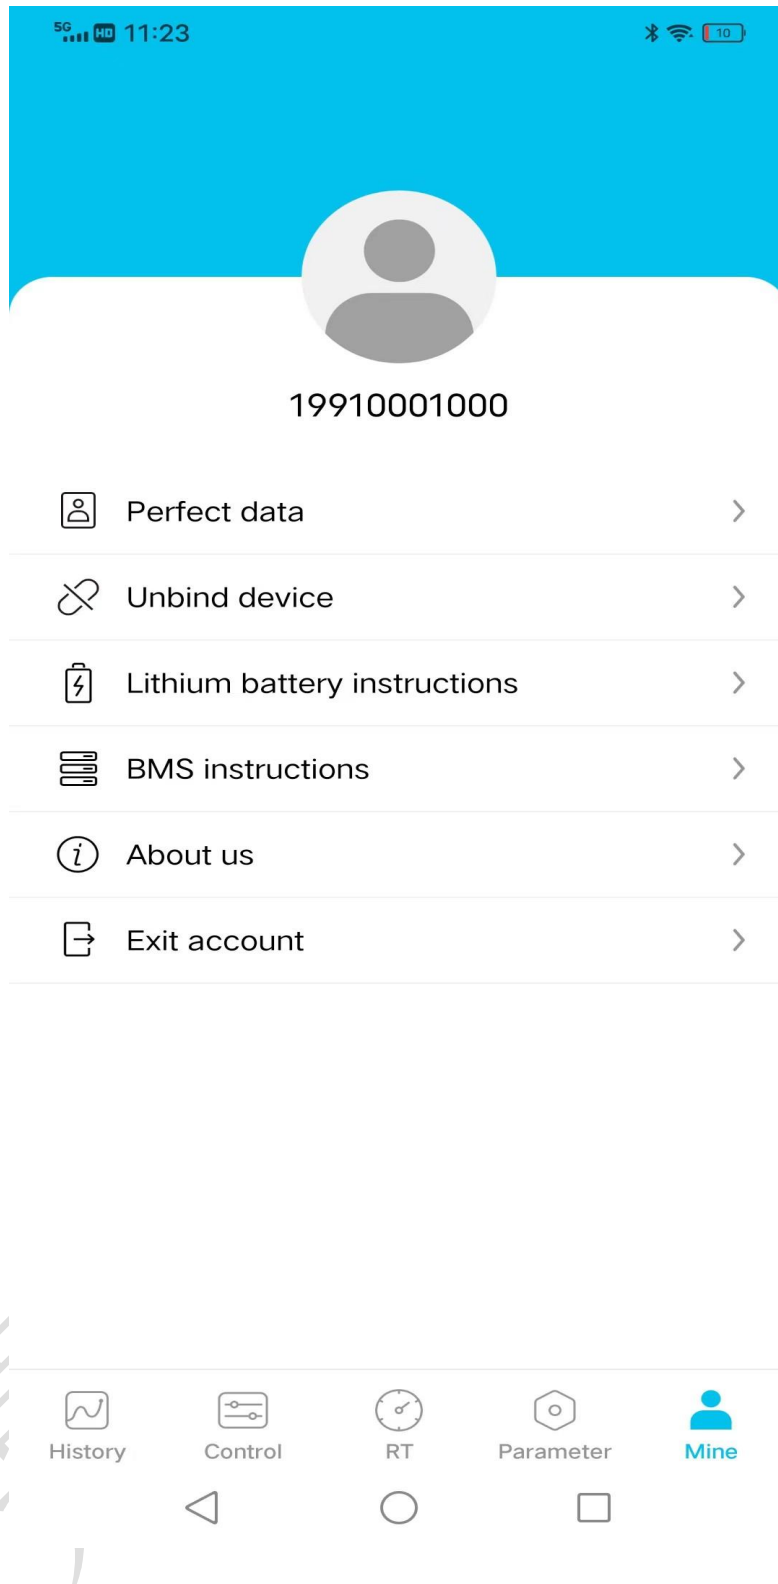 5G HD 11:23 10
19910001000
Perfect data
Unbind device
Lithium battery instructions
BMS instructions
About us
Exit account
History Control RT Parameter Mine